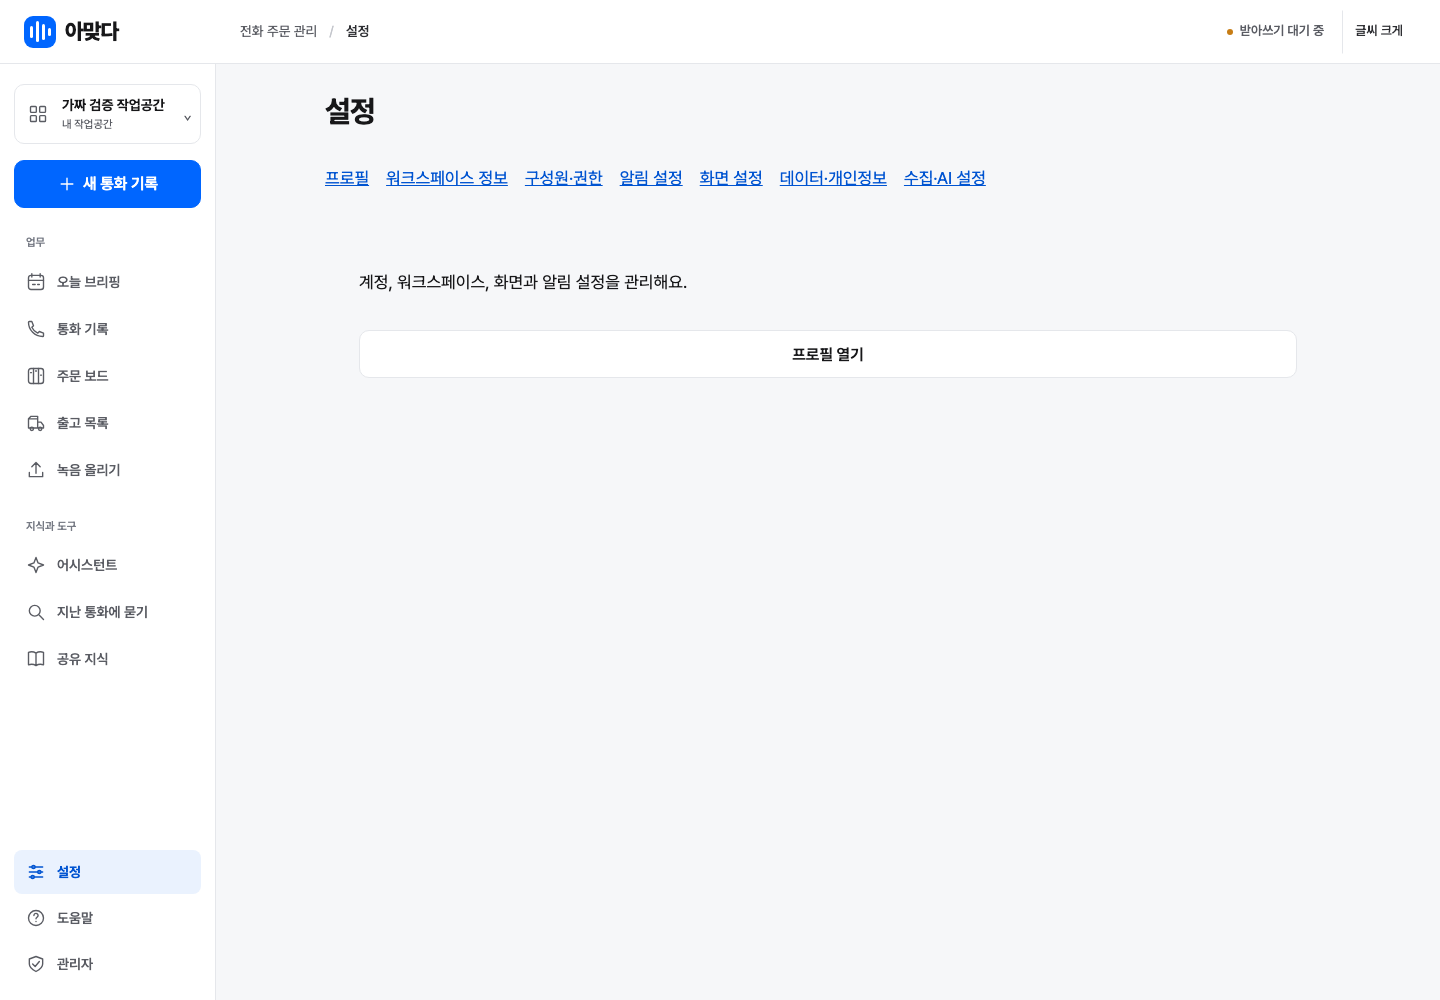 아맞다
전화 주문 관리 / 설정
받아쓰기 대기 중
글씨 크게
가짜 검증 작업공간
내 작업공간
새 통화 기록
업무
오늘 브리핑
통화 기록
주문 보드
출고 목록
녹음 올리기
지식과 도구
어시스턴트
지난 통화에 묻기
공유 지식
설정
도움말
관리자
설정
프로필 워크스페이스 정보 구성원·권한 알림 설정 화면 설정 데이터·개인정보 수집·AI 설정
계정, 워크스페이스, 화면과 알림 설정을 관리해요.
프로필 열기